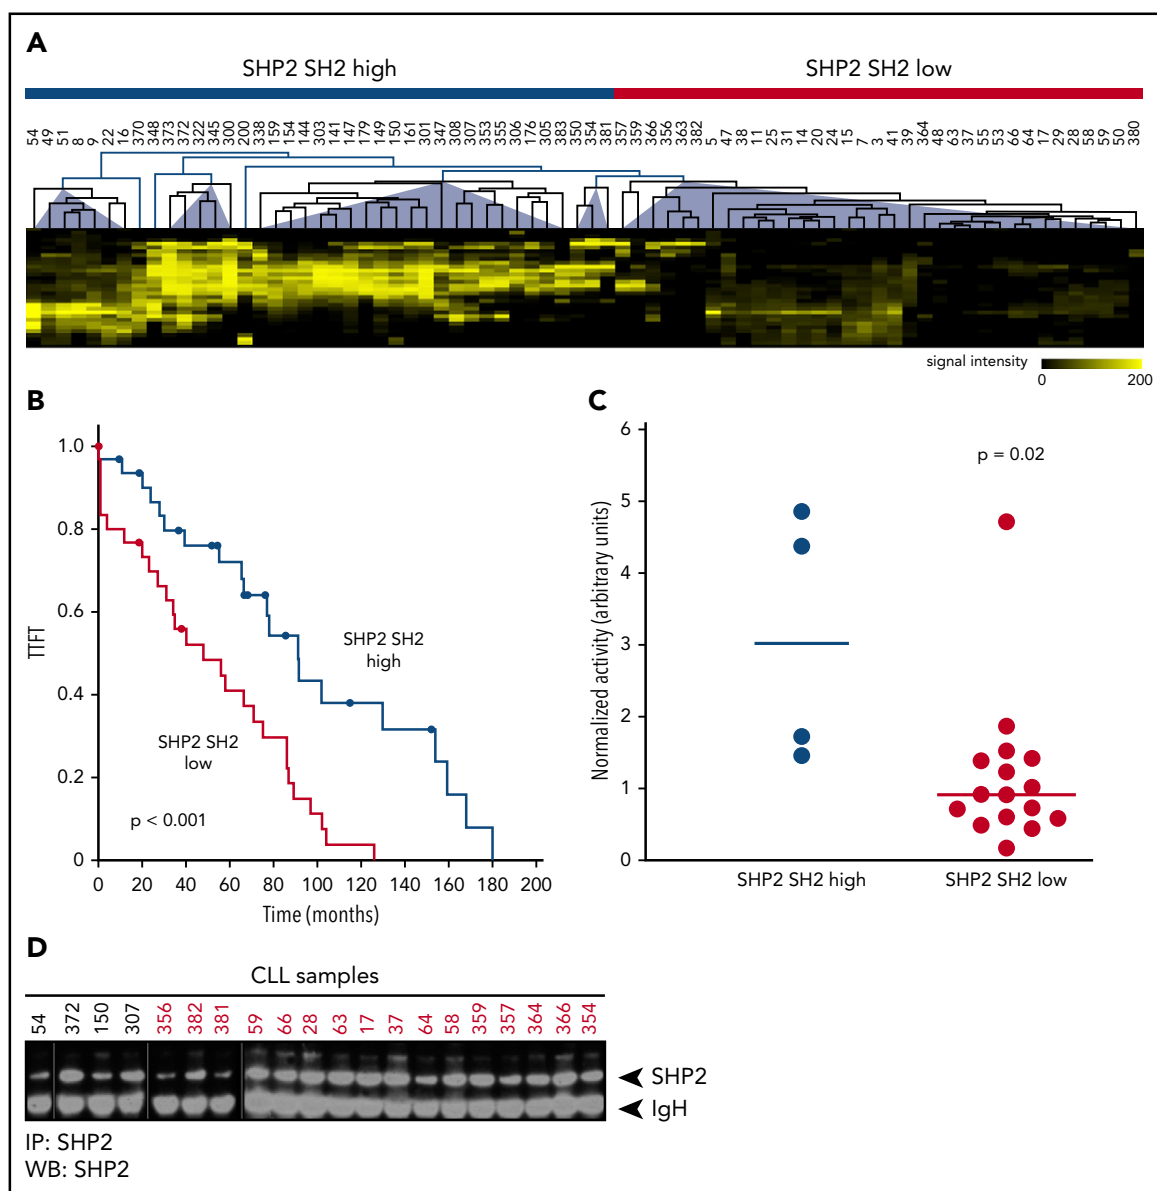 A
SHP2 SH2 high
SHP2 SH2 low
54 49 51 8 9 22 16 370 348 373 372 222 345 300 200 338 159 154 144 303 141 147 179 149 150 161 301 347 308 307 353 355 306 176 305 383 350 354 381 357 359 366 356 363 382 5 47 38 11 25 31 14 20 24 15 7 3 41 39 364 48 63 37 55 53 66 64 17 29 28 58 59 50 380
signal intensity
0 200
B
1.0
0.8
0.6
0.4
0.2
0
TTFT
SHP2 SH2
high
SHP2 SH2
low
p < 0.001
0 20 40 60 80 100 120 140 160 180 200
Time (months)
C
6
5
4
3
2
1
0
Normalized activity (arbitrary units)
p = 0.02
SHP2 SH2 high
SHP2 SH2 low
D
CLL samples
54 372 150 307 356 382 381 59 66 28 63 17 37 64 58 359 357 364 366 354
SHP2
IgH
IP: SHP2
WB: SHP2